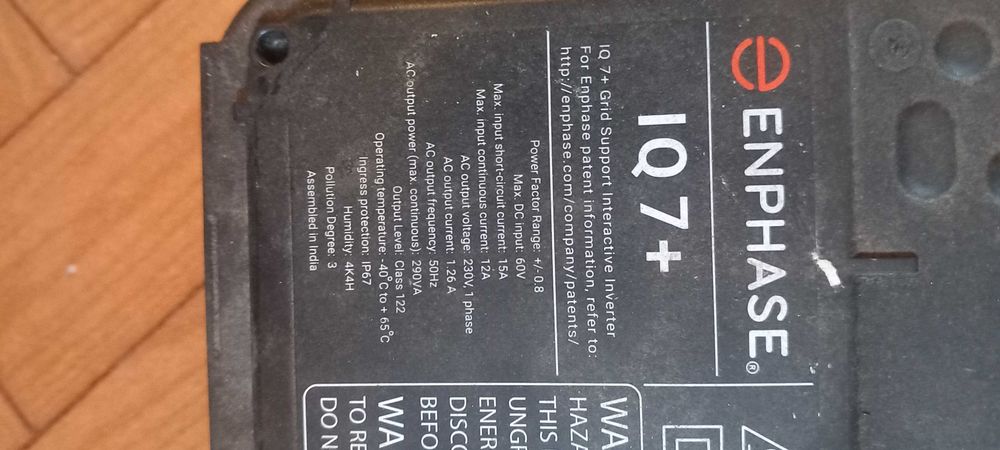 ENPHASE®
IQ 7+
IQ 7+ Grid Support Interactive Inverter
For Enphase patent information, refer to:
http://enphase.com/company/patents/
Power Factor Range: +/- 0.8
Max. DC input: 60V
Max. input short-circuit current: 15A
Max. input continuous current: 12A
AC output voltage: 230V, 1 phase
AC output current: 1.26 A
AC output frequency: 50Hz
AC output power (max. continuous): 290VA
Output Level: Class 122
Operating temperature: -40°C to + 65°C
Ingress protection: IP67
Humidity: 4K4H
Pollution Degree: 3
Assembled in India
WA
HAZA
THIS
UNGR
ENER
DISCO
BEFO
WA
TO RE
DO N